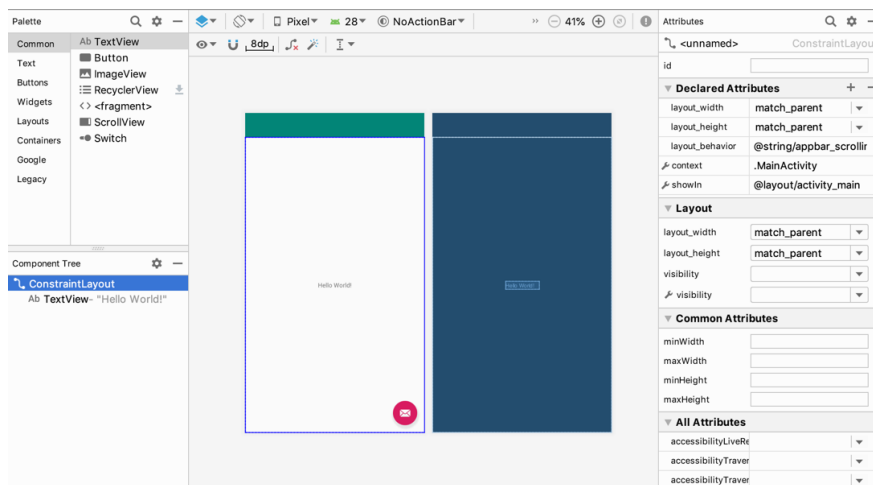 Palette
Common
Text
Buttons
Widgets
Layouts
Containers
Google
Legacy
Ab TextView
Button
ImageView
RecyclerView
<> <fragment>
ScrollView
Switch
Component Tree
ConstraintLayout
Ab TextView- "Hello World!"
Pixel 28 NoActionBar » 41%
8dp
Hello World!
Hello World!
Attributes
<unnamed> ConstraintLayou
id
Declared Attributes
layout_width match_parent
layout_height match_parent
layout_behavior @string/appbar_scrollin
context .MainActivity
showIn @layout/activity_main
Layout
layout_width match_parent
layout_height match_parent
visibility
visibility
Common Attributes
minWidth
maxWidth
minHeight
maxHeight
All Attributes
accessibilityLiveRe
accessibilityTraver
accessibilityTraver